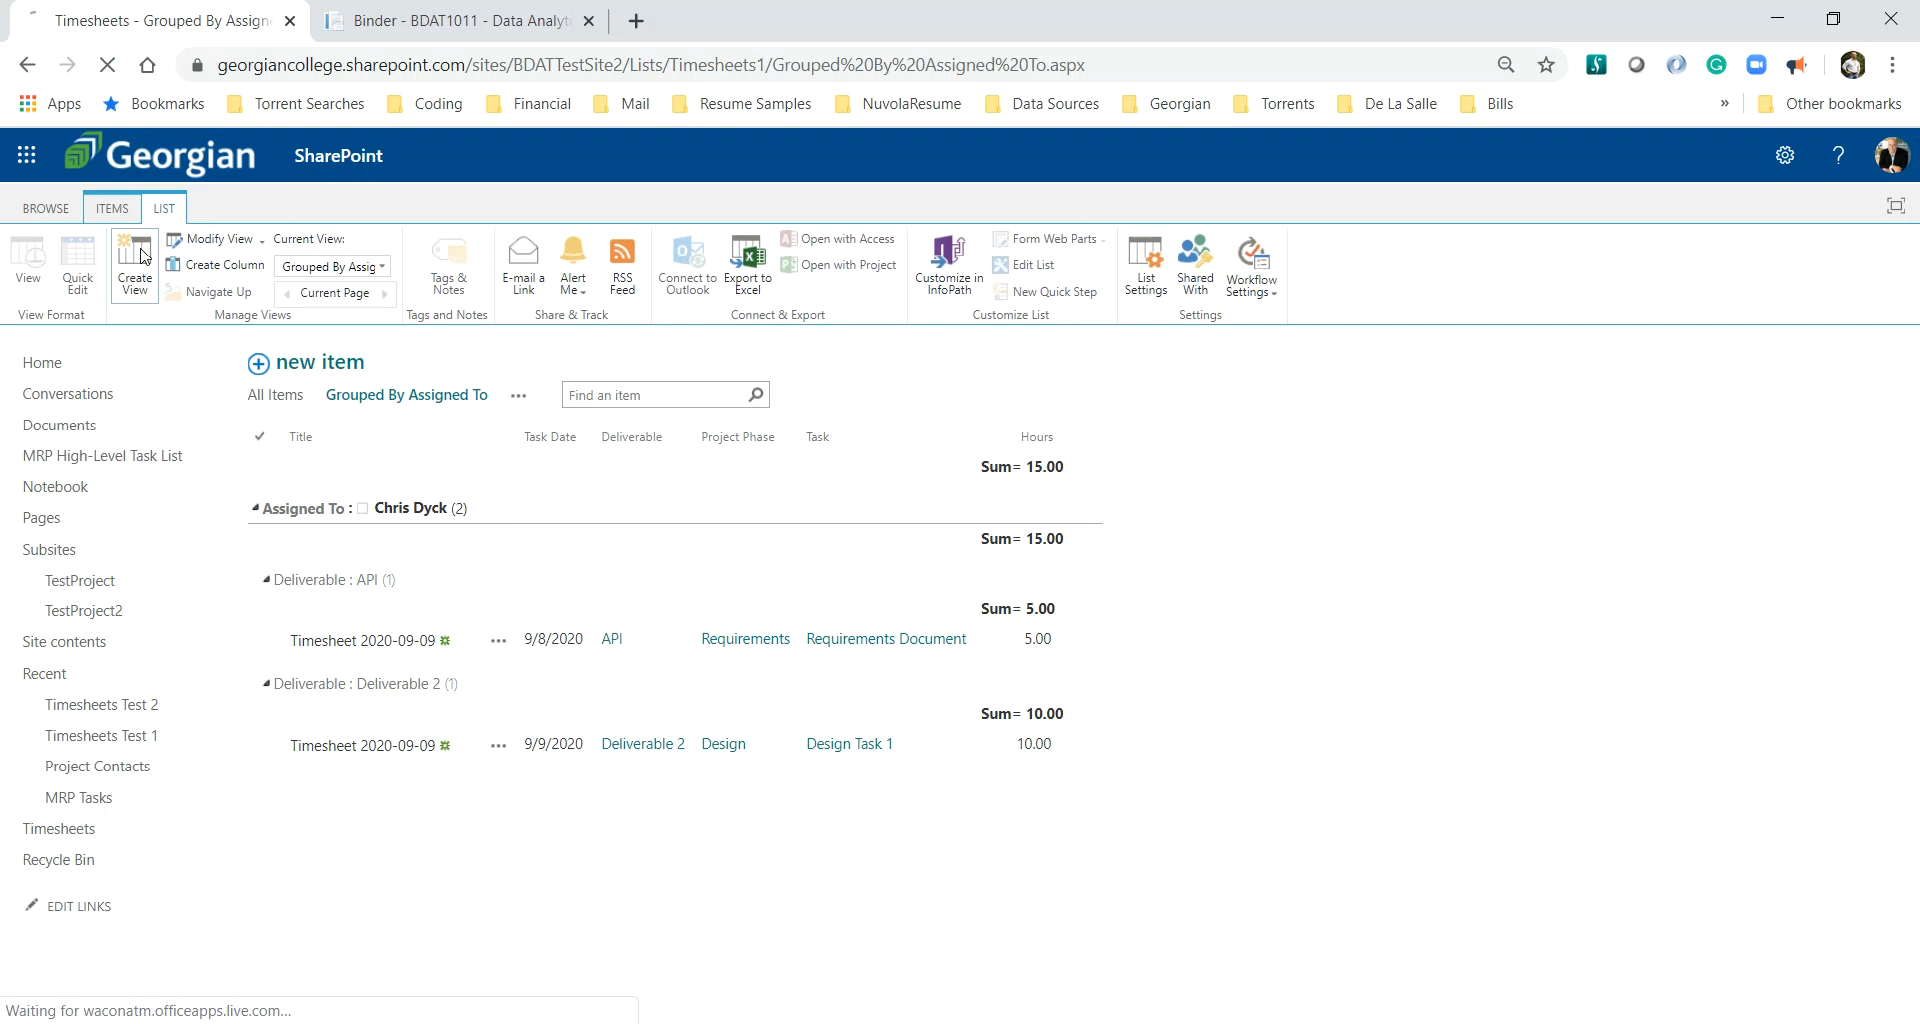 Timesheets - Grouped By Assign
Binder - BDAT1011 - Data Analyt
georgiancollege.sharepoint.com/sites/BDATTestSite2/Lists/Timesheets1/Grouped%20By%20Assigned%20To.aspx
Apps Bookmarks Torrent Searches Coding Financial Mail Resume Samples NuvolaResume Data Sources Georgian Torrents De La Salle Bills » Other bookmarks
Georgian SharePoint ?
BROWSE ITEMS LIST
View
Quick
Edit
View Format
Create
View
Modify View
Create Column
Navigate Up
Current View:
Grouped By Assig
Current Page
Manage Views
Tags &
Notes
Tags and Notes
E-mail a
Link
Alert
Me
RSS
Feed
Share & Track
Connect to
Outlook
Export to
Excel
Open with Access
Open with Project
Connect & Export
Customize in
InfoPath
Form Web Parts
Edit List
New Quick Step
Customize List
List
Settings
Shared
With
Workflow
Settings
Settings
Home
Conversations
Documents
MRP High-Level Task List
Notebook
Pages
Subsites
TestProject
TestProject2
Site contents
Recent
Timesheets Test 2
Timesheets Test 1
Project Contacts
MRP Tasks
Timesheets
Recycle Bin
EDIT LINKS
new item
All Items Grouped By Assigned To ••• Find an item
Title Task Date Deliverable Project Phase Task Hours
Sum= 15.00
Assigned To : Chris Dyck (2)
Sum= 15.00
Deliverable : API (1)
Sum= 5.00
Timesheet 2020-09-09 ••• 9/8/2020 API Requirements Requirements Document 5.00
Deliverable : Deliverable 2 (1)
Sum= 10.00
Timesheet 2020-09-09 ••• 9/9/2020 Deliverable 2 Design Design Task 1 10.00
Waiting for waconatm.officeapps.live.com...